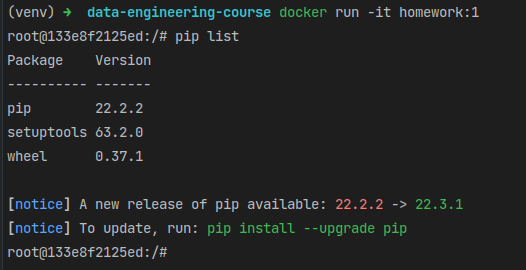 (venv) → data-engineering-course docker run -it homework:1
root@133e8f2125ed:/# pip list
Package    Version
---------- -------
pip        22.2.2
setuptools 63.2.0
wheel      0.37.1
[notice] A new release of pip available: 22.2.2 -> 22.3.1
[notice] To update, run: pip install --upgrade pip
root@133e8f2125ed:/#